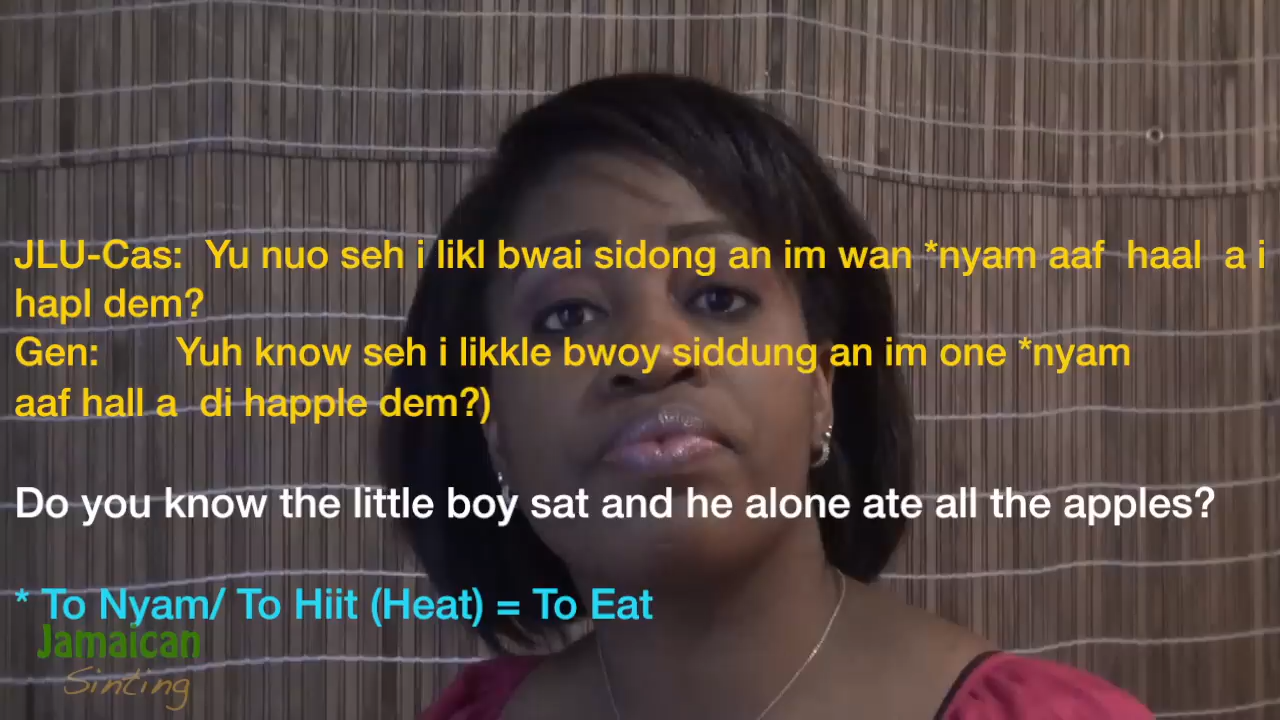 JLU-Cas: Yu nuo seh i likl bwai sidong an im wan *nyam aaf haal a i
hapl dem?
Gen: Yuh know seh i likkle bwoy siddung an im one *nyam
aaf hall a di happle dem?)
Do you know the little boy sat and he alone ate all the apples?
* To Nyam/ To Hiit (Heat) = To Eat
Jamaican
Sinting